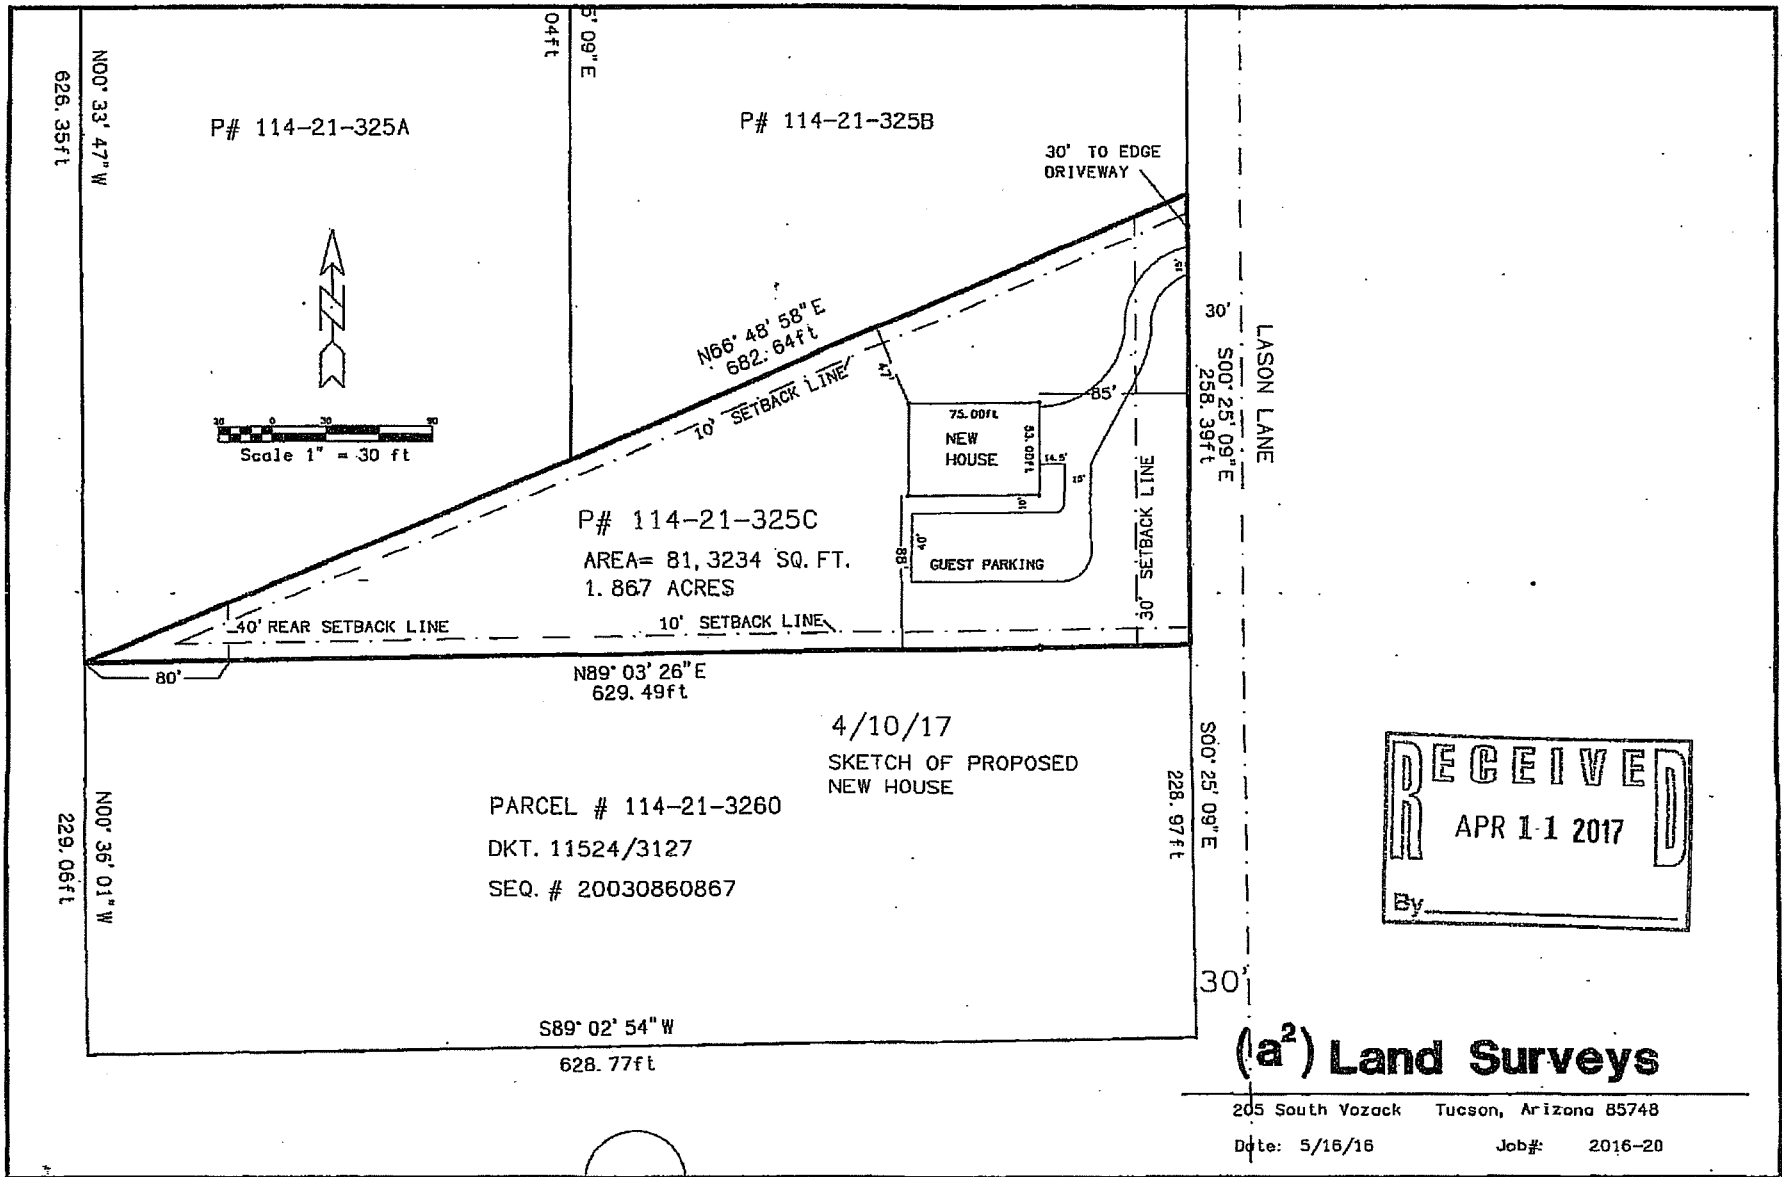 5' 09" E
04ft
N00° 33' 47" W
626.35ft
P# 114-21-325A
P# 114-21-325B
30' TO EDGE
DRIVEWAY
N
30 0 30 90
Scale 1" = 30 ft
N66° 48' 58" E
682.64ft
10' SETBACK LINE
47'
15'
30'
LASON LANE
S00° 25' 09" E
258.39ft
85'
75.00ft
NEW
HOUSE
53.00ft
14.5'
15'
10'
P# 114-21-325C
AREA= 81,3234 SQ.FT.
1.867 ACRES
88'
40'
GUEST PARKING
30' SETBACK LINE
40' REAR SETBACK LINE
10' SETBACK LINE
80'
N89° 03' 26" E
629.49ft
4/10/17
SKETCH OF PROPOSED
NEW HOUSE
S00° 25' 09" E
228.97ft
N00° 36' 01" W
229.06ft
PARCEL # 114-21-3260
DKT. 11524/3127
SEQ. # 20030860867
RECEIVED
APR 11 2017
By
30'
S89° 02' 54" W
628.77ft
(a²) Land Surveys
205 South Vozack Tucson, Arizona 85748
Date: 5/16/16 Job#: 2016-20